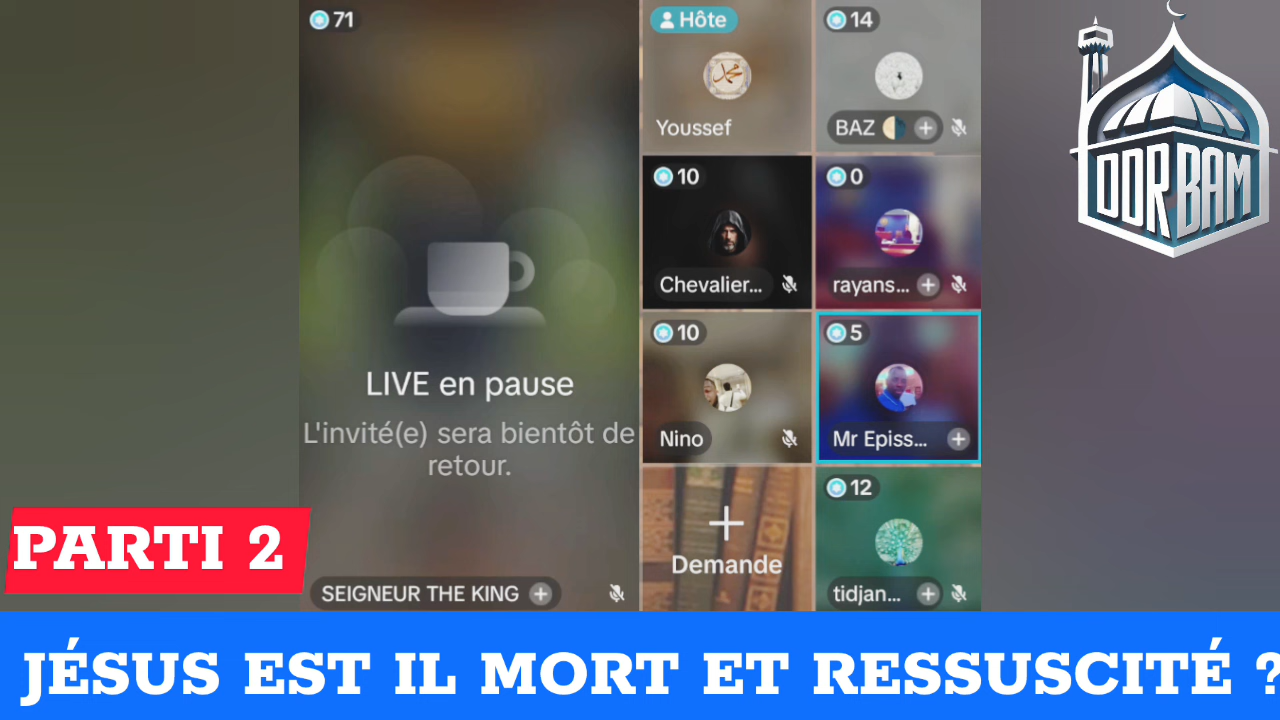 71
LIVE en pause
L'invité(e) sera bientôt de
retour.
SEIGNEUR THE KING
Hôte
Youssef
14
BAZ
10
Chevalier...
0
rayans...
10
Nino
5
Mr Episs...
Demande
12
tidjan...
DDRBAM
PARTI 2
JÉSUS EST IL MORT ET RESSUSCITÉ ?